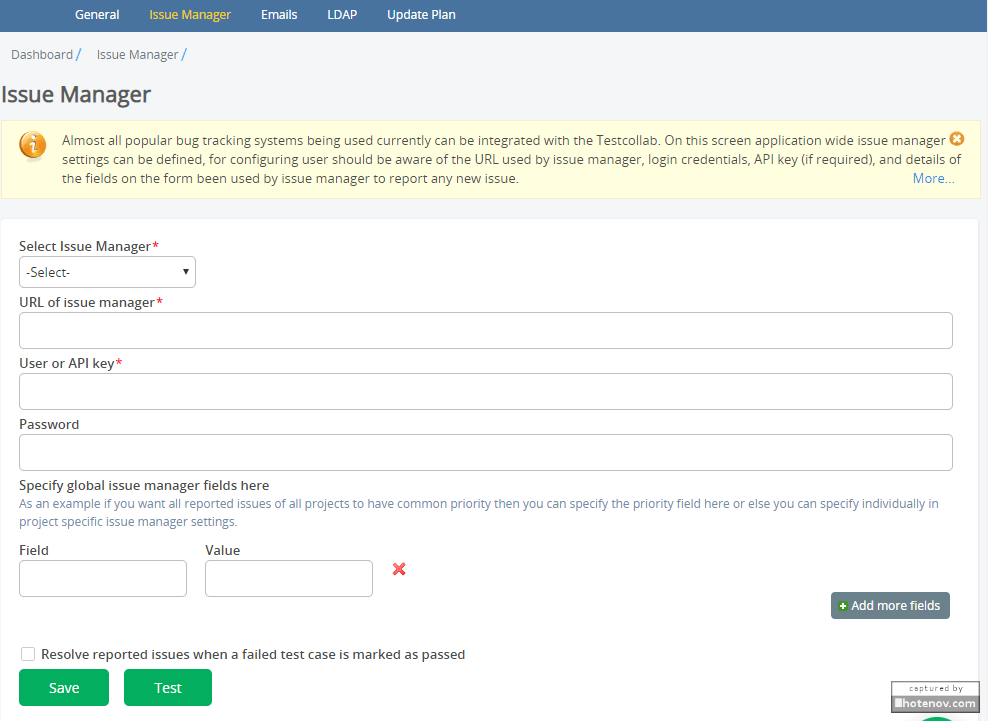 General Issue Manager Emails LDAP Update Plan
Dashboard / Issue Manager /
Issue Manager
Almost all popular bug tracking systems being used currently can be integrated with the Testcollab. On this screen application wide issue manager
settings can be defined, for configuring user should be aware of the URL used by issue manager, login credentials, API key (if required), and details of
the fields on the form been used by issue manager to report any new issue.
More...
Select Issue Manager*
-Select-
URL of issue manager*
User or API key*
Password
Specify global issue manager fields here
As an example if you want all reported issues of all projects to have common priority then you can specify the priority field here or else you can specify individually in
project specific issue manager settings.
Field Value
Add more fields
Resolve reported issues when a failed test case is marked as passed
Save Test
captured by
hotenov.com